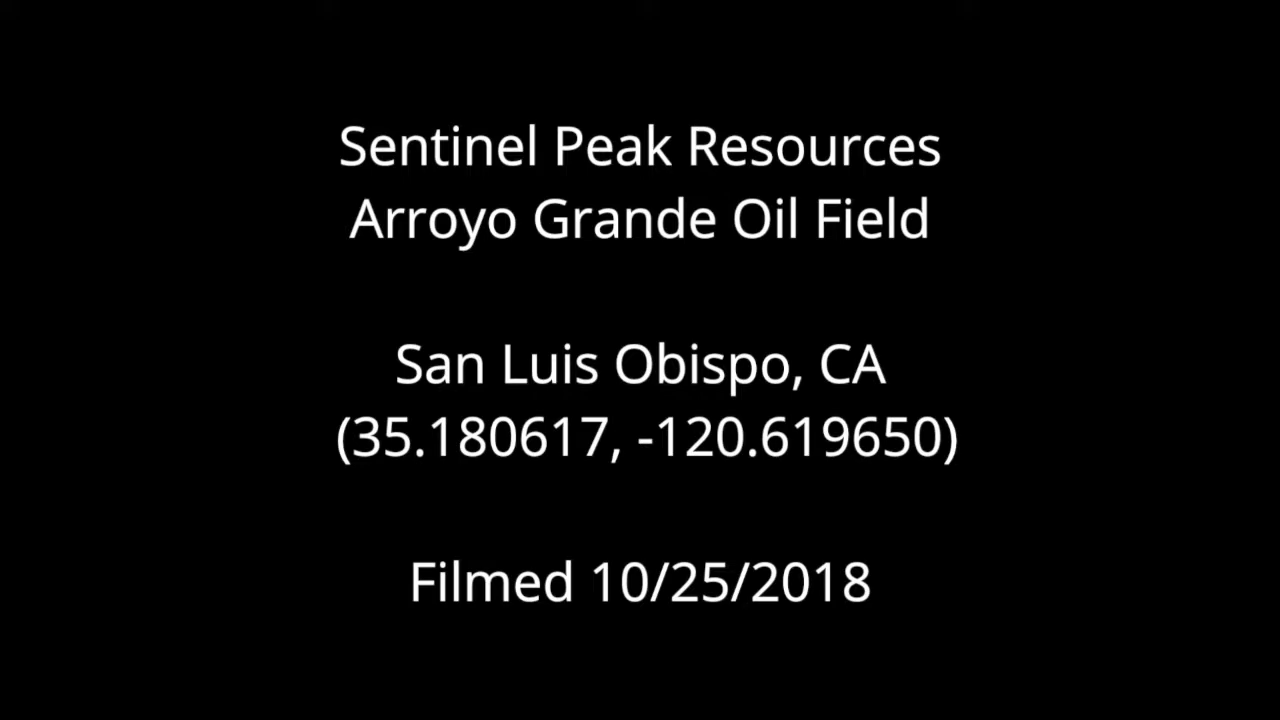 Sentinel Peak Resources
Arroyo Grande Oil Field
San Luis Obispo, CA
(35.180617, -120.619650)
Filmed 10/25/2018